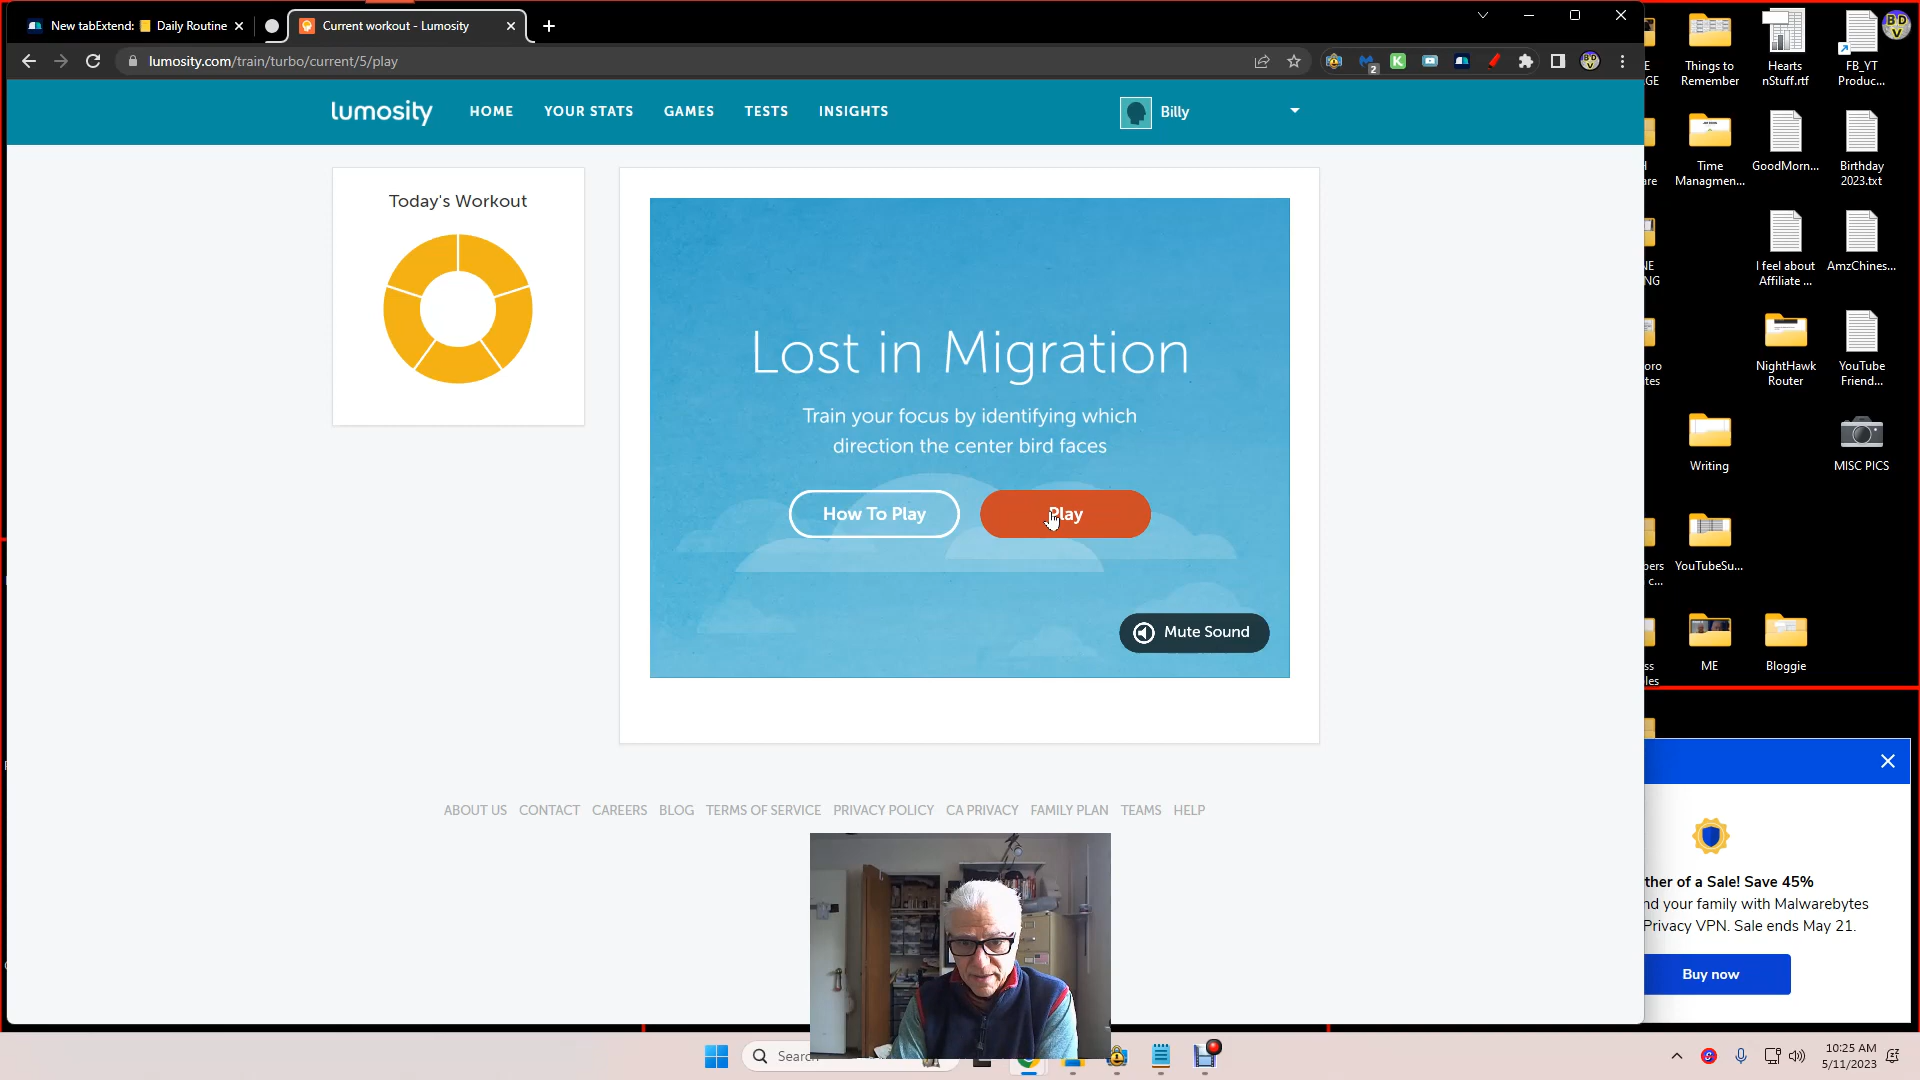 New tabExtend: Daily Routine
Current workout - Lumosity
lumosity.com/train/turbo/current/5/play
2
K
lumosity
HOME
YOUR STATS
GAMES
TESTS
INSIGHTS
Billy
Today's Workout
Lost in Migration
Train your focus by identifying which
direction the center bird faces
How To Play
Play
Mute Sound
ABOUT US
CONTACT
CAREERS
BLOG
TERMS OF SERVICE
PRIVACY POLICY
CA PRIVACY
FAMILY PLAN
TEAMS
HELP
Things to
Remember
Hearts
nStuff.rtf
FB_YT
Produc...
BD
V
Time
Managmen...
GoodMorn...
Birthday
2023.txt
I feel about
Affiliate ...
AmzChines...
NightHawk
Router
YouTube
Friend...
Writing
MISC PICS
YouTubeSu...
ME
Bloggie
ther of a Sale! Save 45%
nd your family with Malwarebytes
Privacy VPN. Sale ends May 21.
Buy now
Search
10:25 AM
5/11/2023